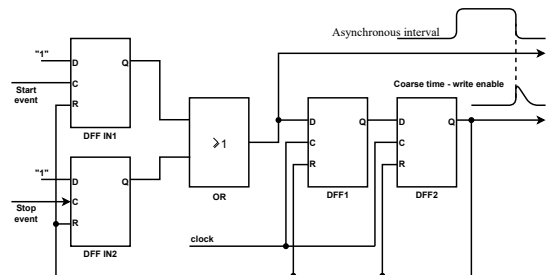 Asynchronous interval
"1"
D
Q
C
Start
event
R
DFF IN1
Coarse time - write enable
≥1
OR
D
Q
C
R
DFF1
D
Q
C
R
DFF2
"1"
D
Q
C
Stop
event
R
DFF IN2
clock